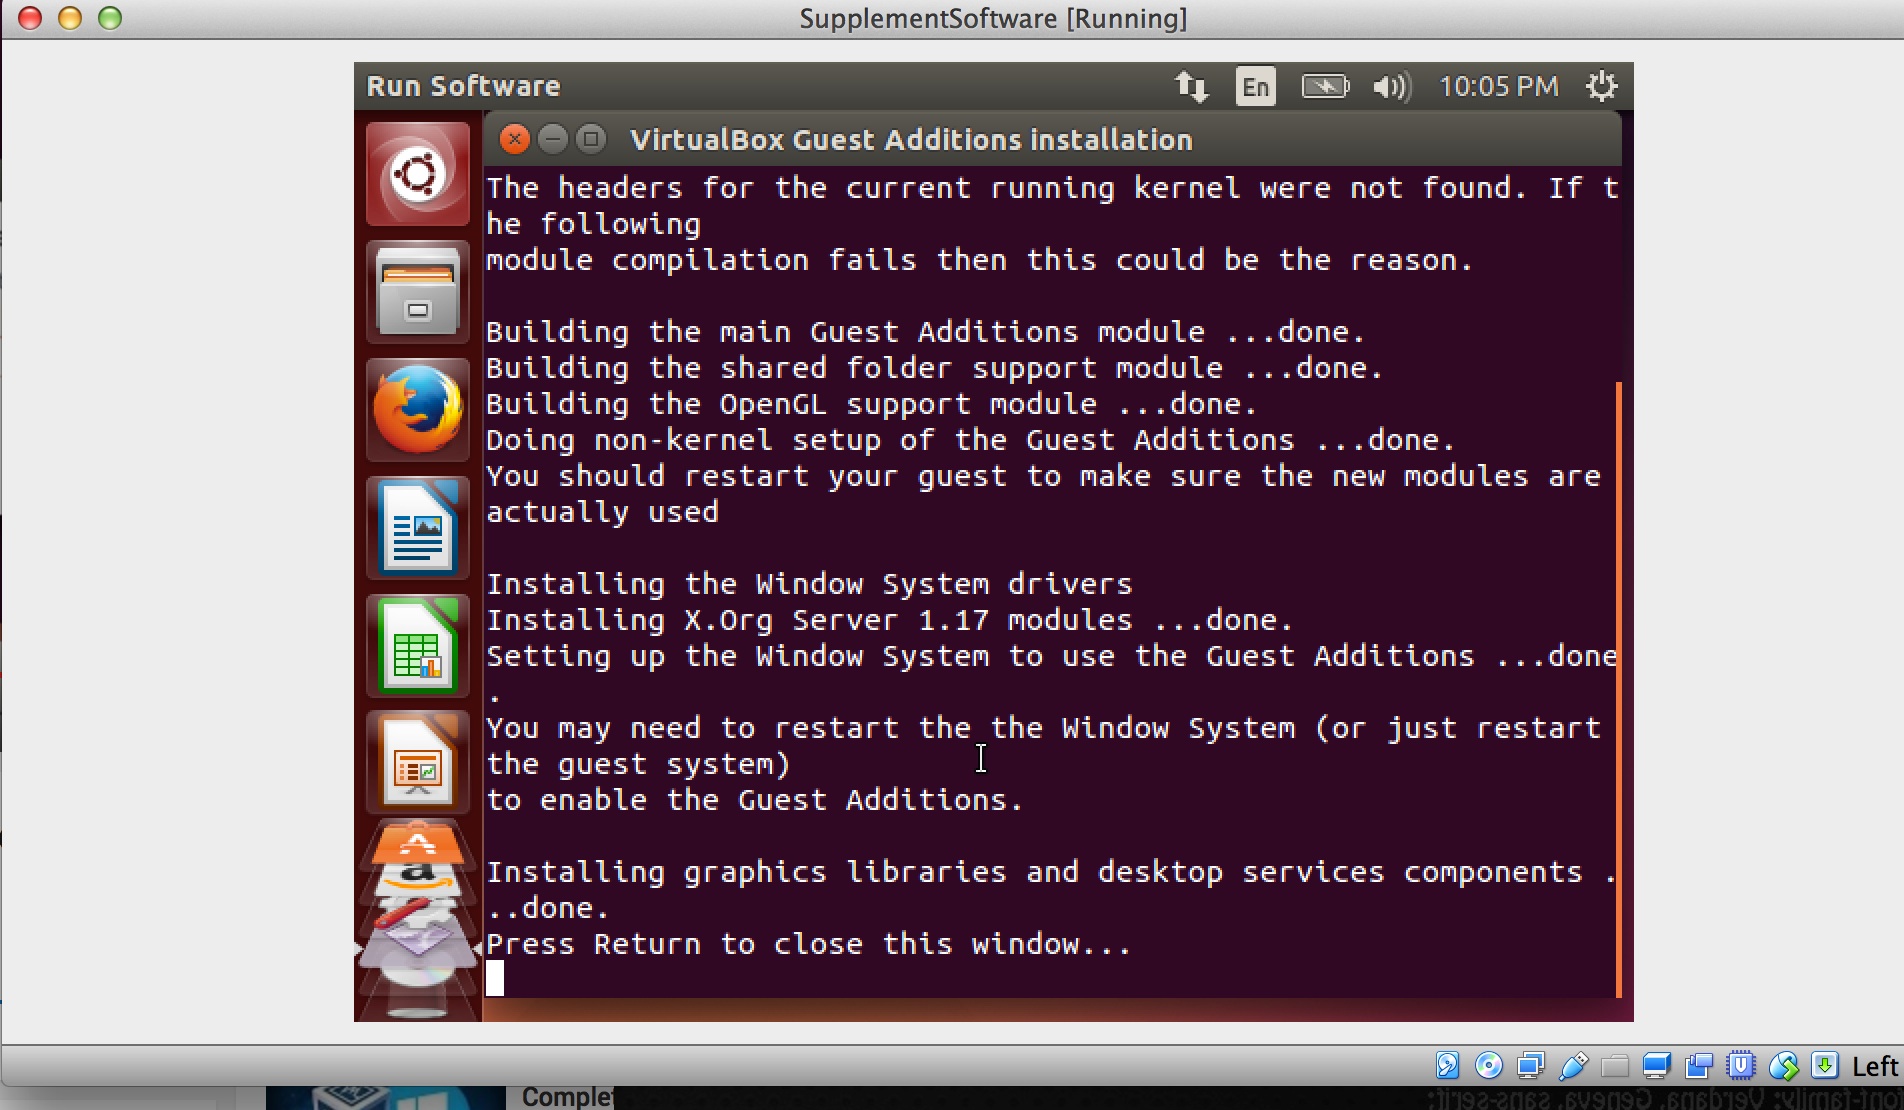 SupplementSoftware [Running]
Run Software
En
10:05 PM
VirtualBox Guest Additions installation
The headers for the current running kernel were not found. If t
he following
module compilation fails then this could be the reason.
Building the main Guest Additions module ...done.
Building the shared folder support module ...done.
Building the OpenGL support module ...done.
Doing non-kernel setup of the Guest Additions ...done.
You should restart your guest to make sure the new modules are
actually used
Installing the Window System drivers
Installing X.Org Server 1.17 modules ...done.
Setting up the Window System to use the Guest Additions ...done
.
You may need to restart the the Window System (or just restart
the guest system)
to enable the Guest Additions.
Installing graphics libraries and desktop services components .
..done.
Press Return to close this window...
Left
Complet